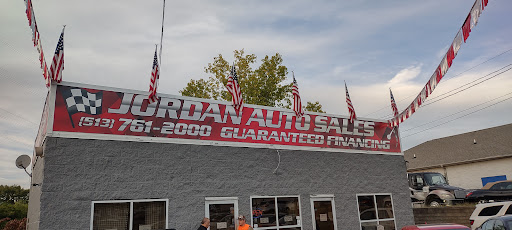 JORDAN AUTO SALES
(513) 761-2000 GUARANTEED FINANCING